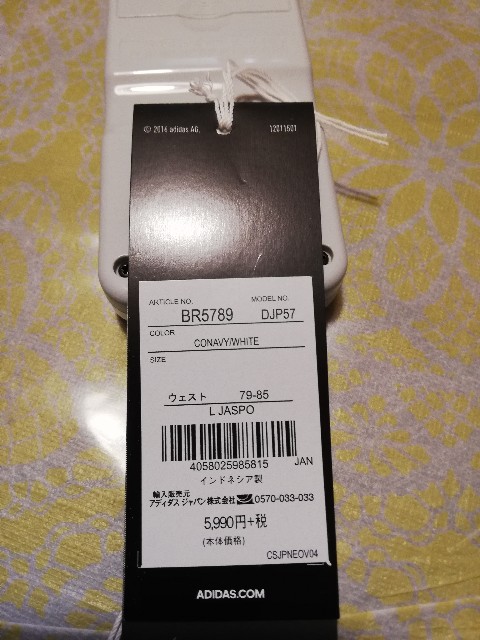 © 2014 adidas AG.
12011501
ARTICLE NO. MODEL NO.
BR5789 DJP57
COLOR
CONAVY/WHITE
SIZE
ウェスト 79-85
L JASPO
4058025985815 JAN
インドネシア製
輸入販売元
アディダス ジャパン株式会社 0570-033-033
5,990円+税
(本体価格)
CSJPNEOV04
ADIDAS.COM